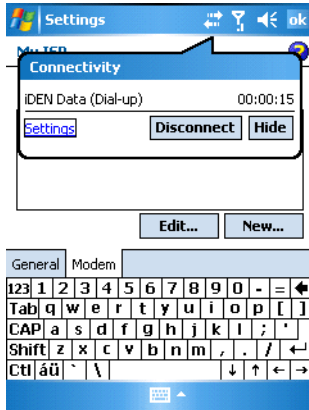 Settings ok
My ISP
Connectivity
iDEN Data (Dial-up) 00:00:15
Settings Disconnect Hide
Edit... New...
General Modem
123 1 2 3 4 5 6 7 8 9 0 - =
Tab q w e r t y u i o p [ ]
CAP a s d f g h j k l ; '
Shift z x c v b n m , . /
Ctl áü ` \